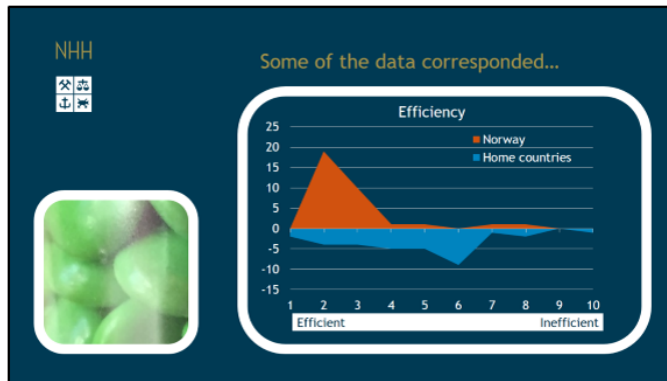 NHH
Some of the data corresponded...
Efficiency
25
20
15
10
5
0
-5
-10
-15
Norway
Home countries
1 2 3 4 5 6 7 8 9 10
Efficient Inefficient